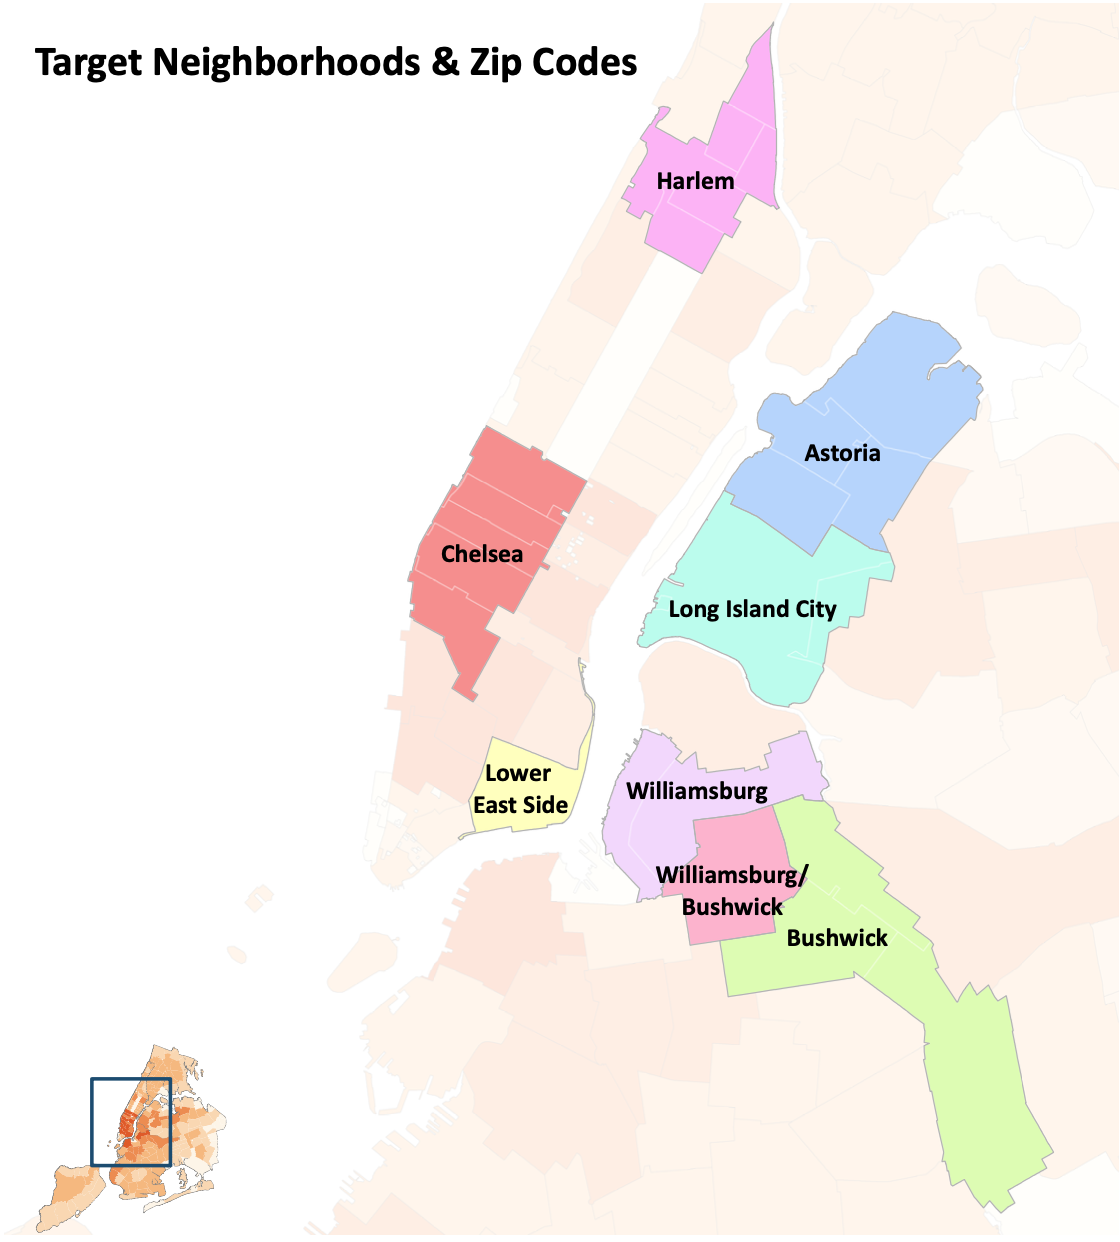 Target Neighborhoods & Zip Codes
Harlem
Astoria
Chelsea
Long Island City
Lower
East Side
Williamsburg
Williamsburg/
Bushwick
Bushwick